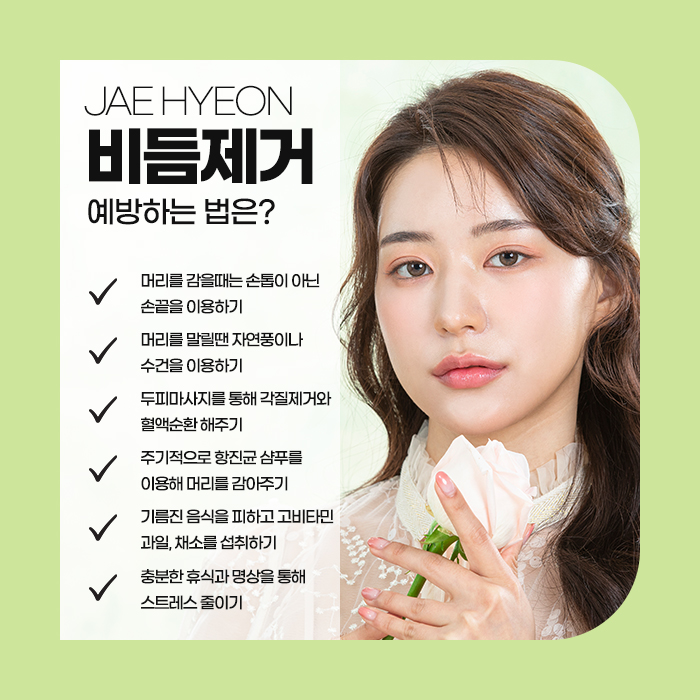 JAE HYEON
비듬제거
예방하는 법은?
머리를 감을때는 손톱이 아닌
손끝을 이용하기
머리를 말릴땐 자연풍이나
수건을 이용하기
두피마사지를 통해 각질제거와
혈액순환 해주기
주기적으로 항진균 샴푸를
이용해 머리를 감아주기
기름진 음식을 피하고 고비타민
과일, 채소를 섭취하기
충분한 휴식과 명상을 통해
스트레스 줄이기